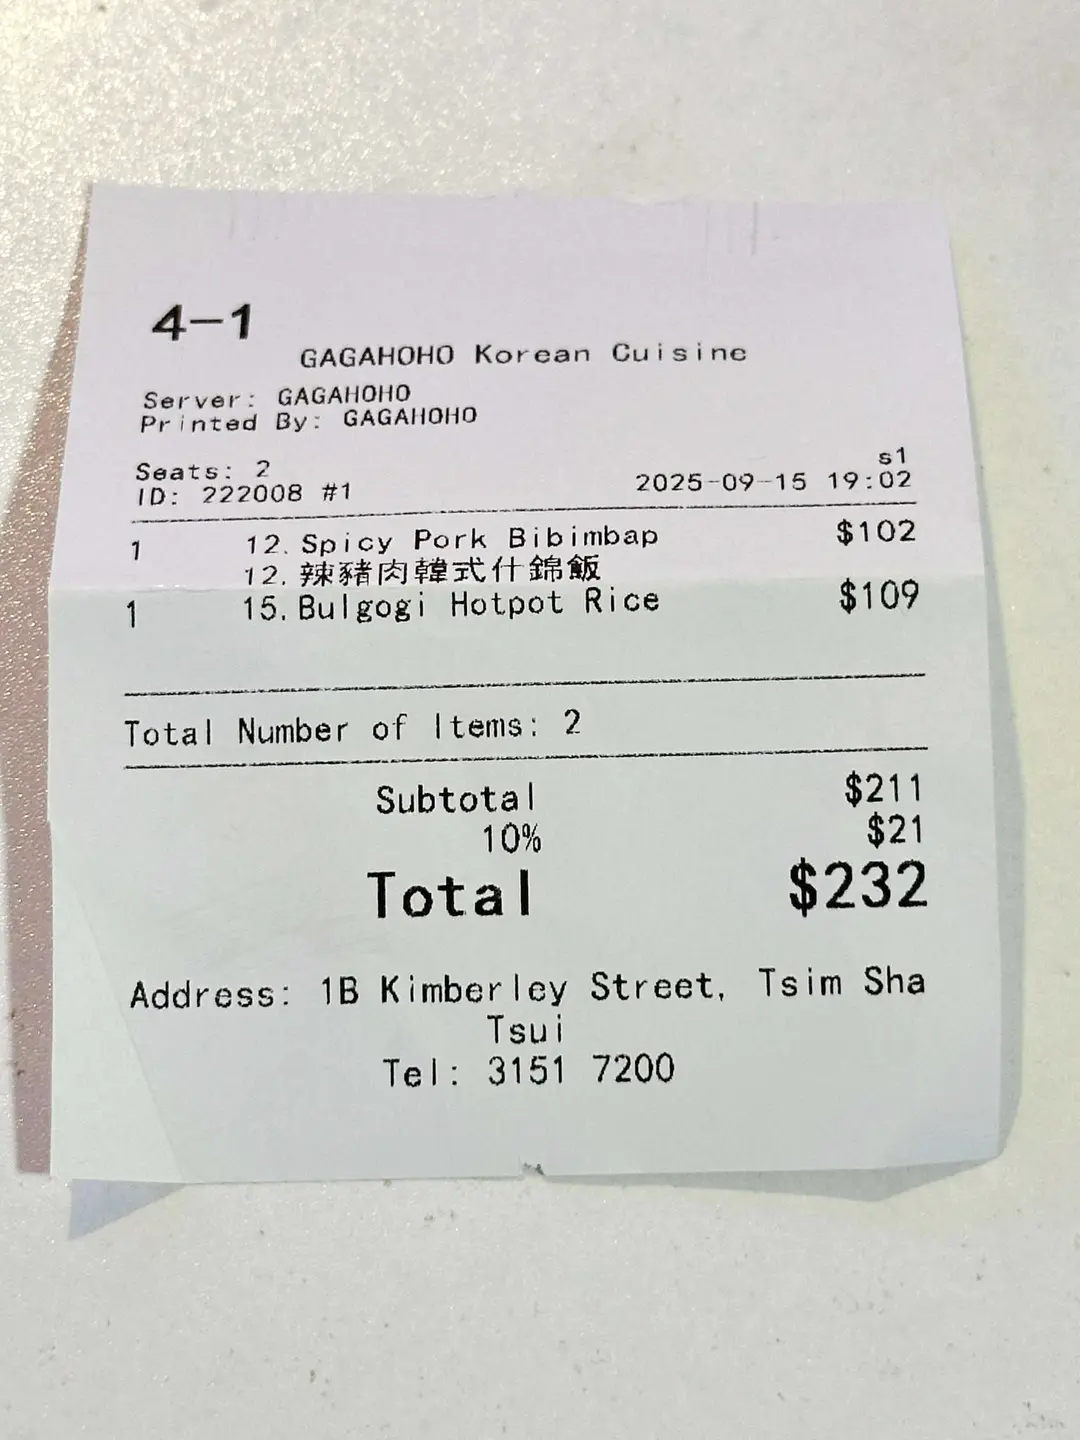 4-1
GAGAHOHO Korean Cuisine
Server: GAGAHOHO
Printed By: GAGAHOHO
Seats: 2 s1
ID: 222008 #1 2025-09-15 19:02
1 12. Spicy Pork Bibimbap $102
12. 辣豬肉韓式什錦飯
1 15. Bulgogi Hotpot Rice $109
Total Number of Items: 2
Subtotal $211
10% $21
Total $232
Address: 1B Kimberley Street, Tsim Sha
Tsui
Tel: 3151 7200